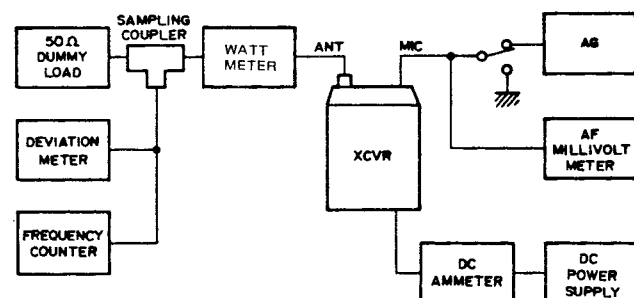 SAMPLING
COUPLER
50Ω
DUMMY
LOAD
WATT
METER
ANT
MIC
AG
DEVIATION
METER
XCVR
AF
MILLIVOLT
METER
FREQUENCY
COUNTER
DC
AMMETER
DC
POWER
SUPPLY